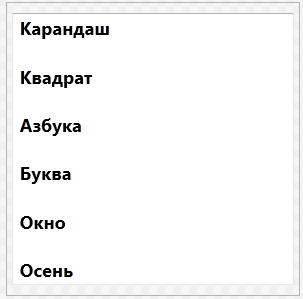 Карандаш
Квадрат
Азбука
Буква
Окно
Осень